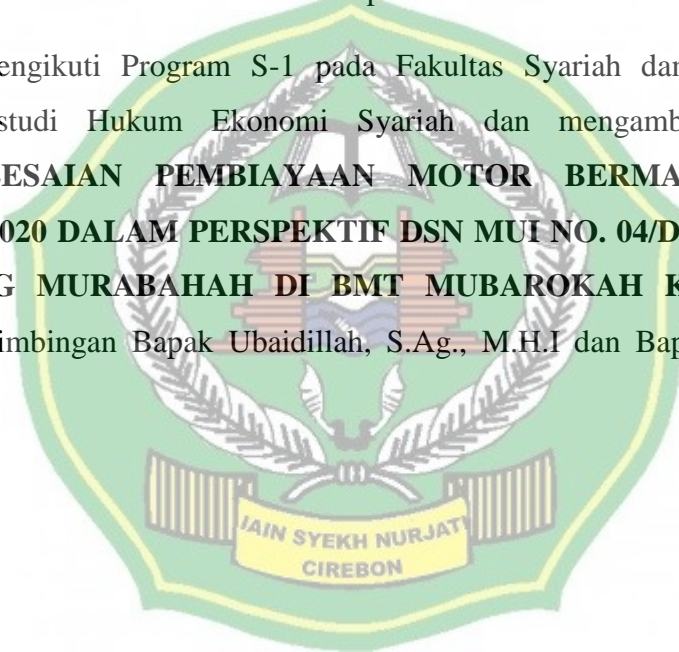 engikuti Program S-1 pada Fakultas Syariah dan
studi Hukum Ekonomi Syariah dan mengamb
ESAIAN PEMBIAYAAN MOTOR BERMA
020 DALAM PERSPEKTIF DSN MUI NO. 04/D
G MURABAHAH DI BMT MUBAROKAH K
imbingan Bapak Ubaidillah, S.Ag., M.H.I dan Bap
IAIN SYEKH NURJATI
CIREBON